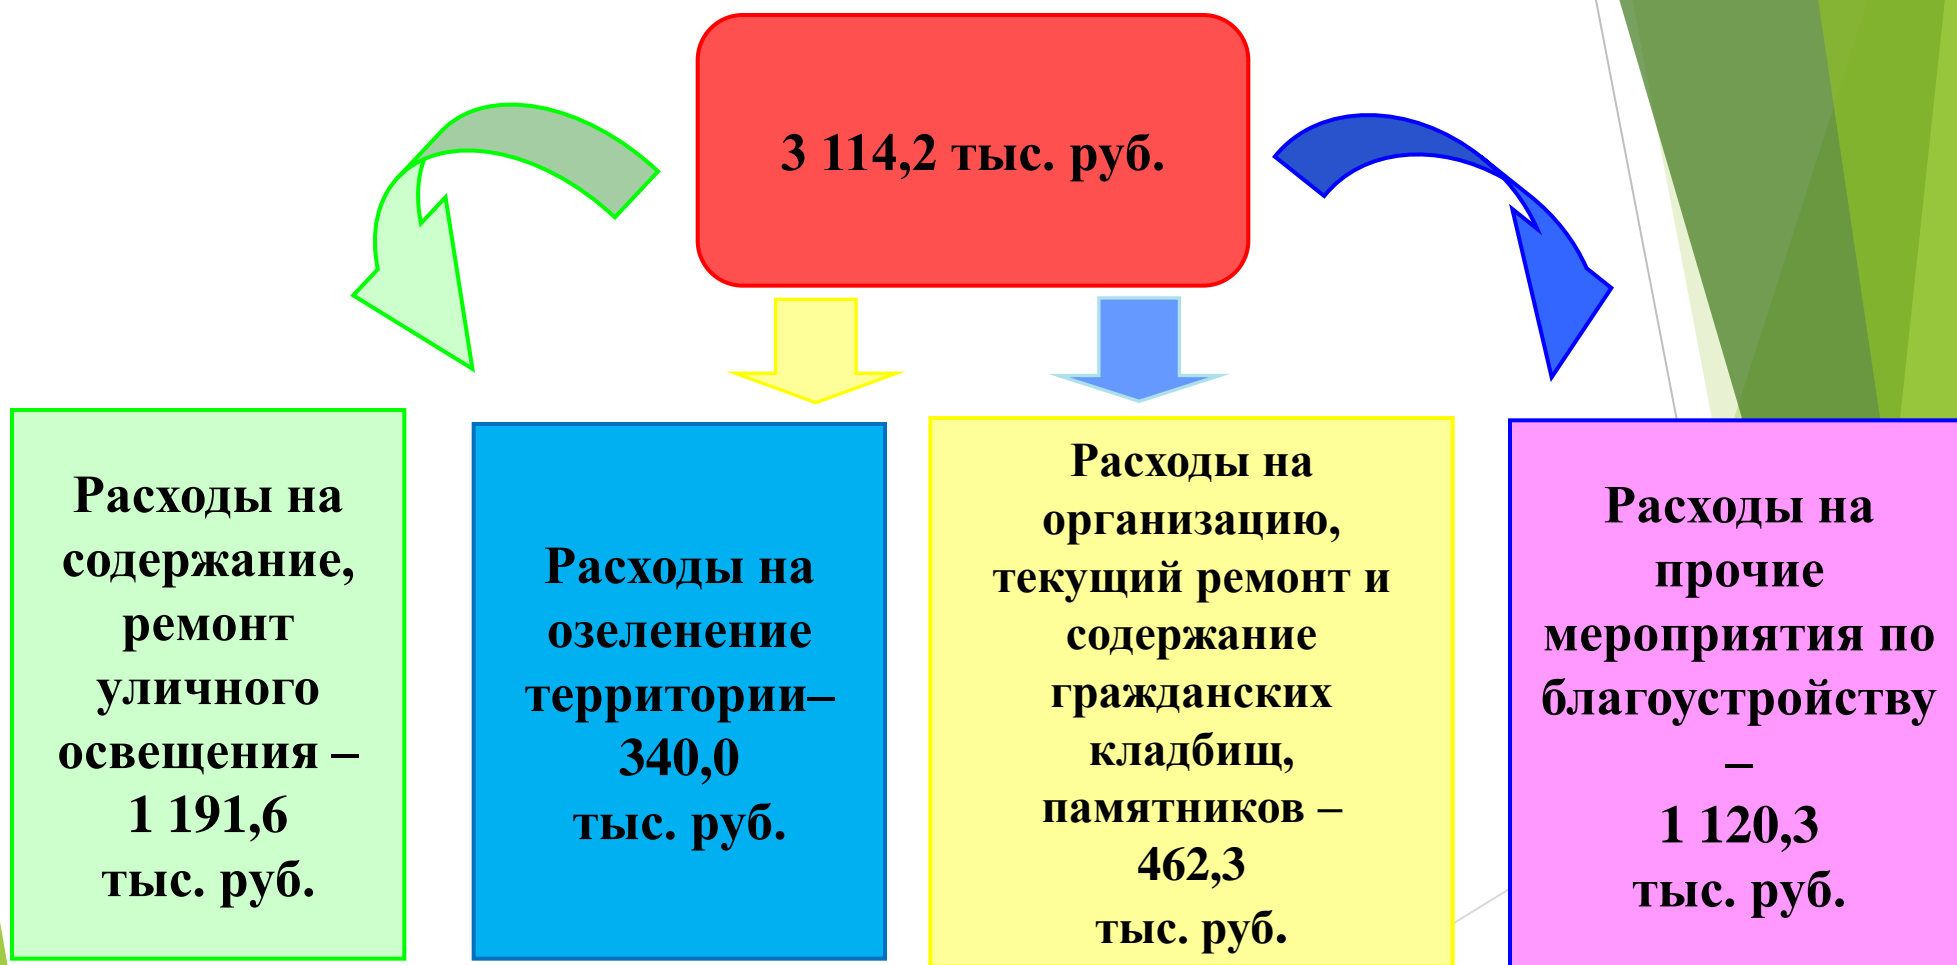 3 114,2 тыс. руб.
Расходы на
содержание,
ремонт
уличного
освещения –
1 191,6
тыс. руб.
Расходы на
озеленение
территории–
340,0
тыс. руб.
Расходы на
организацию,
текущий ремонт и
содержание
гражданских
кладбищ,
памятников –
462,3
тыс. руб.
Расходы на
прочие
мероприятия по
благоустройству
–
1 120,3
тыс. руб.